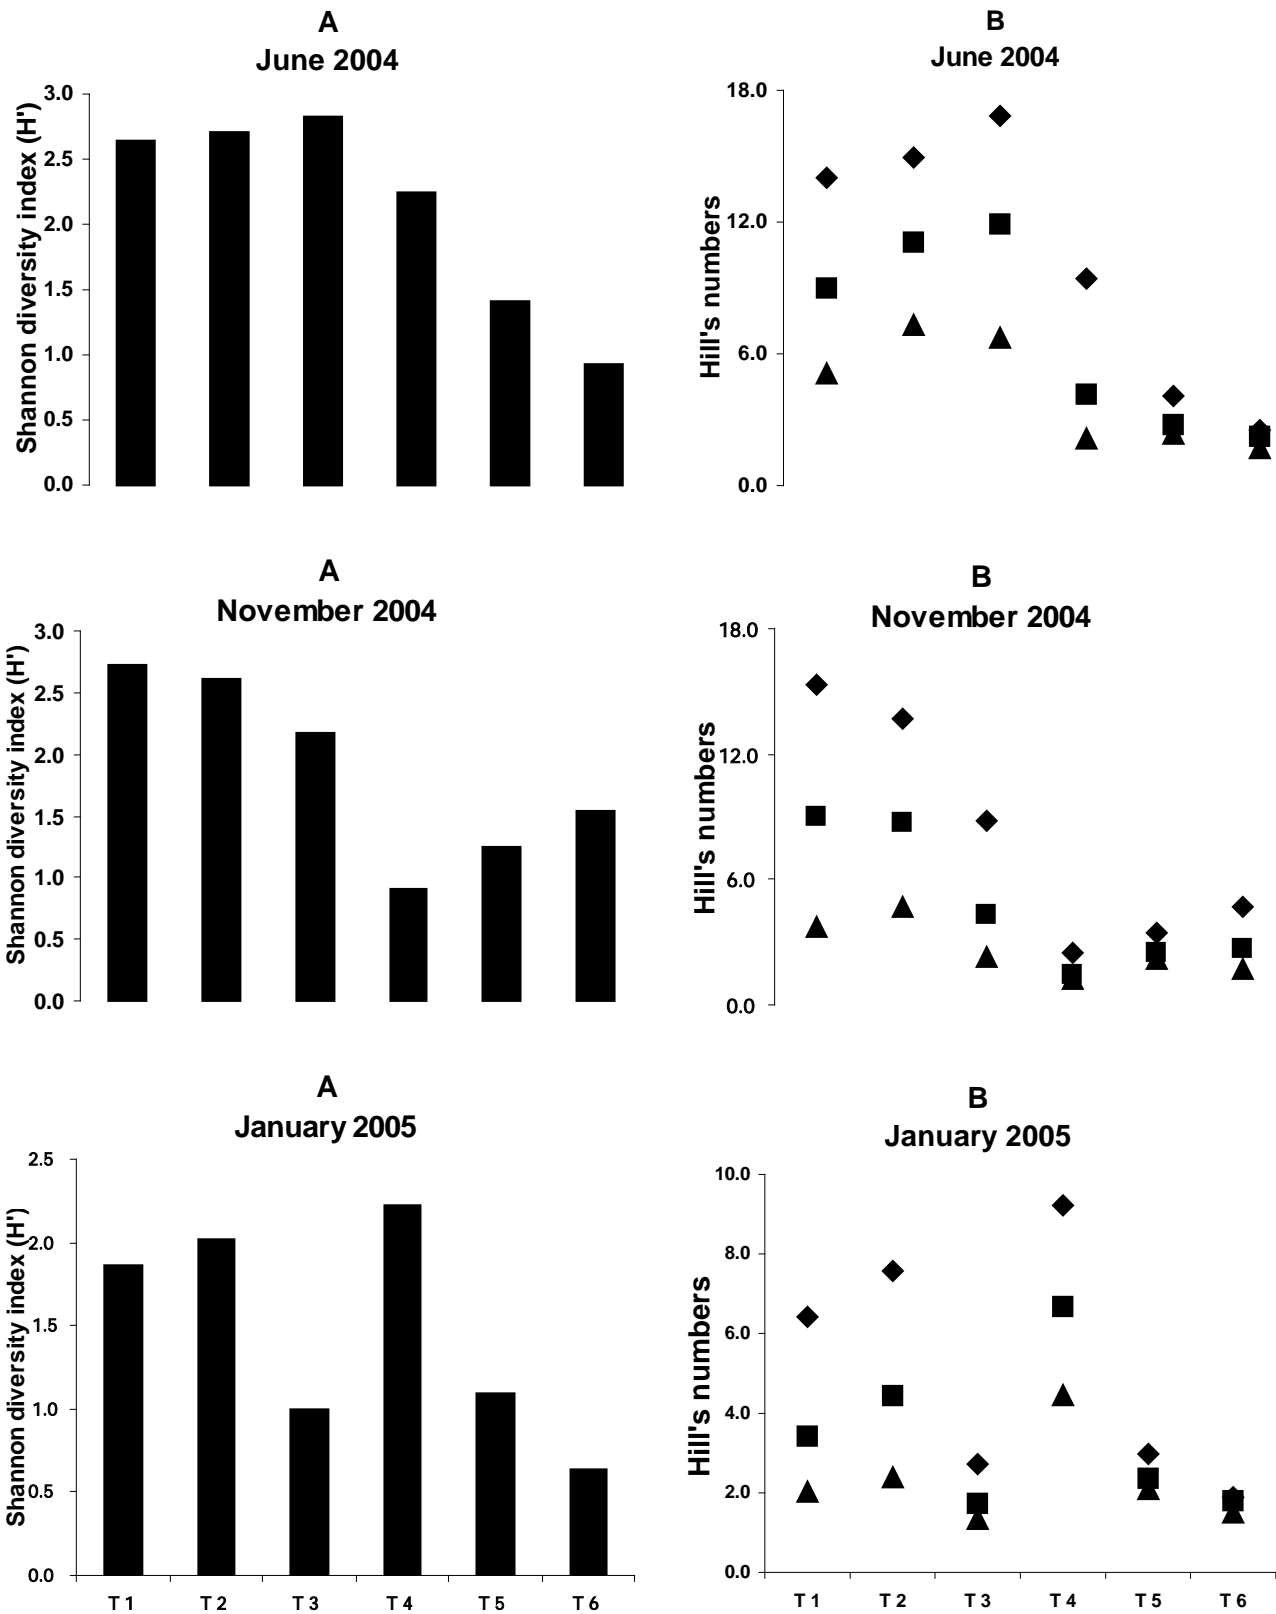 A
June 2004
Shannon diversity index (H')
3.0
2.5
2.0
1.5
1.0
0.5
0.0
B
June 2004
Hill's numbers
18.0
12.0
6.0
0.0
A
November 2004
Shannon diversity index (H')
3.0
2.5
2.0
1.5
1.0
0.5
0.0
B
November 2004
Hill's numbers
18.0
12.0
6.0
0.0
A
January 2005
Shannon diversity index (H')
2.5
2.0
1.5
1.0
0.5
0.0
T 1 T 2 T 3 T 4 T 5 T 6
B
January 2005
Hill's numbers
10.0
8.0
6.0
4.0
2.0
0.0
T 1 T 2 T 3 T 4 T 5 T 6